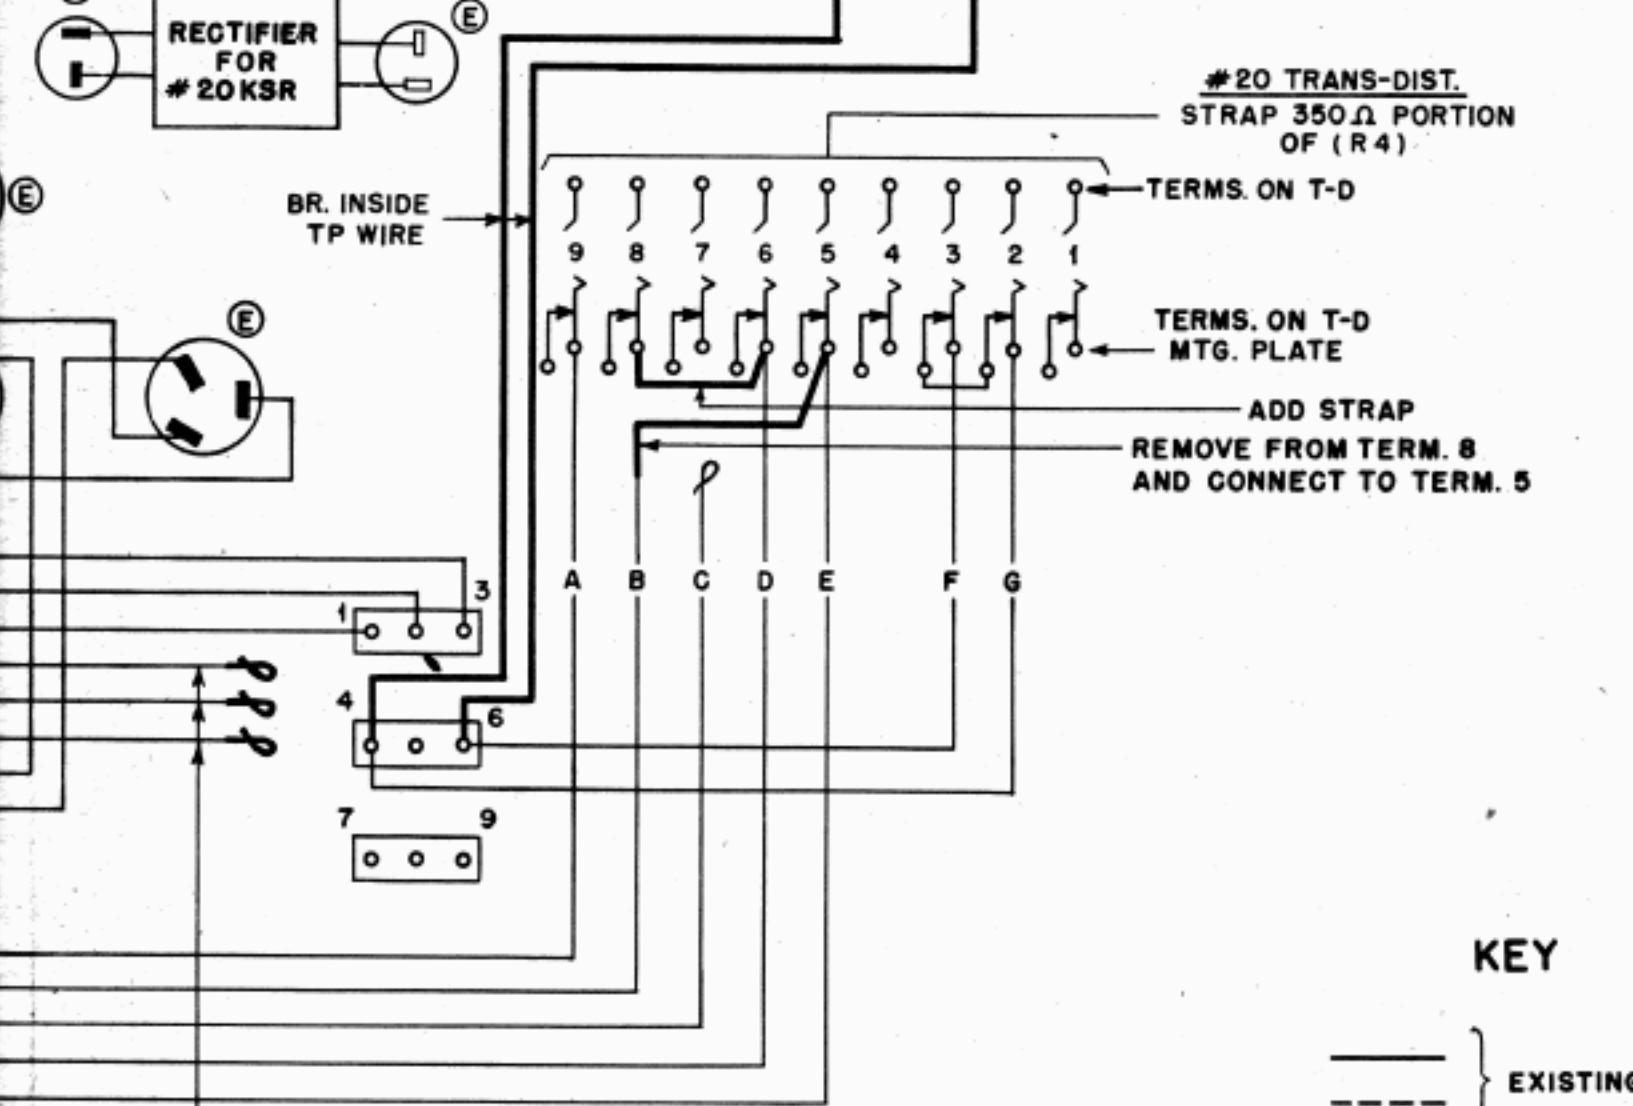 RECTIFIER
FOR
#20KSR
E
E
#20 TRANS-DIST.
STRAP 350Ω PORTION
OF (R4)
TERMS. ON T-D
BR. INSIDE
TP WIRE
9 8 7 6 5 4 3 2 1
E
TERMS. ON T-D
MTG. PLATE
ADD STRAP
REMOVE FROM TERM. 8
AND CONNECT TO TERM. 5
A B C D E F G
1 3
4 6
7 9
KEY
EXISTING